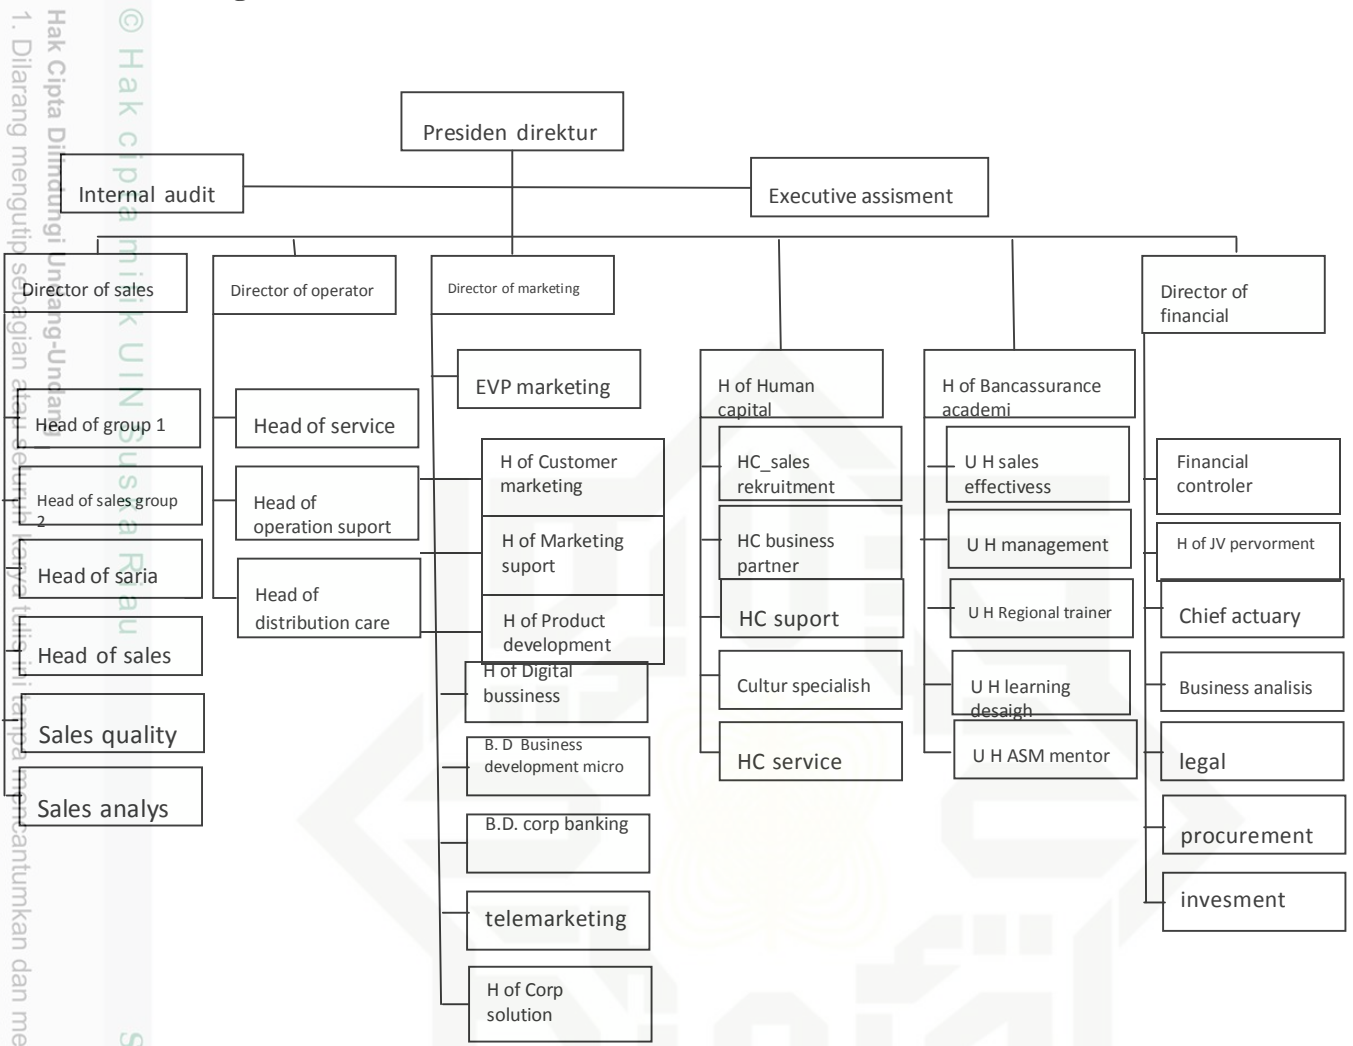 © Hak cipta milik UIN Suska Riau
Hak Cipta Dilindungi Undang-Undang
1. Dilarang mengutip sebagian atau seluruh karya tulis ini tanpa mencantumkan dan me
Presiden direktur
Internal audit
Executive assisment
Director of sales
Head of group 1
Head of sales group
2
Head of saria
Head of sales
Sales quality
Sales analys
Director of operator
Head of service
Head of
operation suport
Head of
distribution care
Director of marketing
EVP marketing
H of Customer
marketing
H of Marketing
suport
H of Product
development
H of Digital
bussiness
B. D Business
development micro
B.D. corp banking
telemarketing
H of Corp
solution
H of Human
capital
HC_sales
rekruitment
HC business
partner
HC suport
Cultur specialish
HC service
H of Bancassurance
academi
U H sales
effectivess
U H management
U H Regional trainer
U H learning
desaigh
U H ASM mentor
Director of
financial
Financial
controler
H of JV pervorment
Chief actuary
Business analisis
legal
procurement
invesment